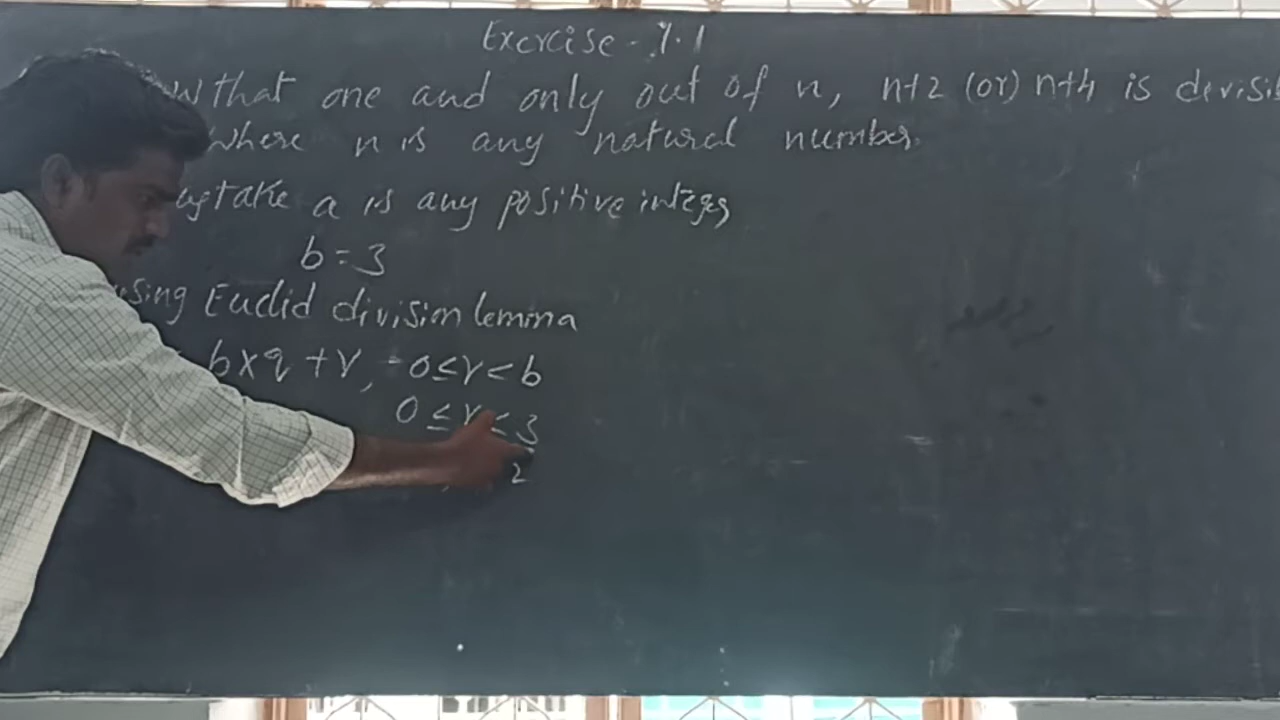 Exercise - 1.1
that one and only out of n, n+2 (or) n+4 is
where n is any natural number.
take a is any positive integer
b = 3
using Euclid division lemma
b x q + r, 0 ≤ r < b
0 ≤ r < 3
2